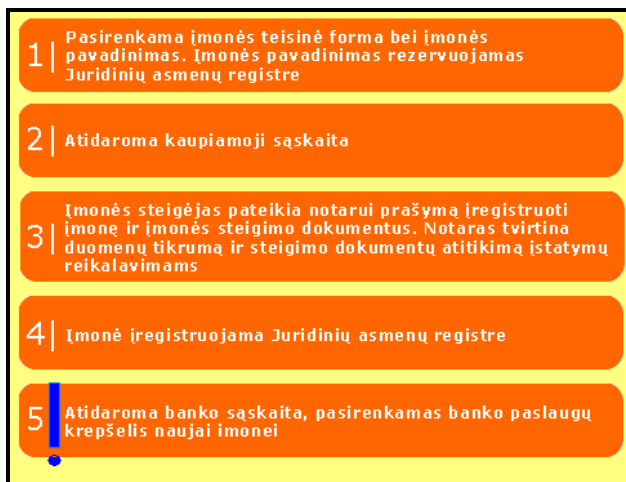 1 Pasirenkama įmonės teisinė forma bei įmonės
pavadinimas. Įmonės pavadinimas rezervuojamas
Juridinių asmenų registre
2 Atidaroma kaupiamoji sąskaita
3 Įmonės steigėjas pateikia notarui prašymą įregistruoti
įmonę ir įmonės steigimo dokumentus. Notaras tvirtina
duomenų tikrumą ir steigimo dokumentų atitikimą įstatymų
reikalavimams
4 Įmonė įregistruojama Juridinių asmenų registre
5 Atidaroma banko sąskaita, pasirenkamas banko paslaugų
krepšelis naujai imonei